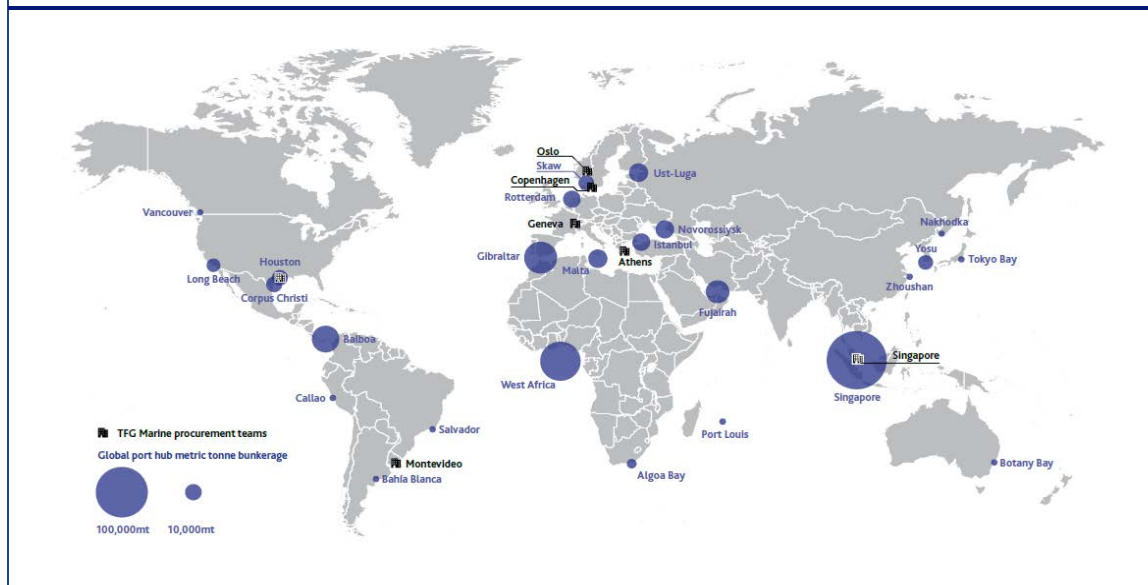 Oslo
Skaw
Copenhagen
Ust-Luga
Rotterdam
Vancouver
Geneva
Novorossiysk
Nakhodka
Istanbul
Yosu
Houston
Gibraltar
Malta
Athens
Tokyo Bay
Long Beach
Zhoushan
Corpus Christi
Fujairah
Balboa
Singapore
West Africa
Singapore
Callao
Salvador
Port Louis
TFG Marine procurement teams
Global port hub metric tonne bunkerage
Montevideo
Botany Bay
Algoa Bay
Bahía Blanca
100,000mt
10,000mt